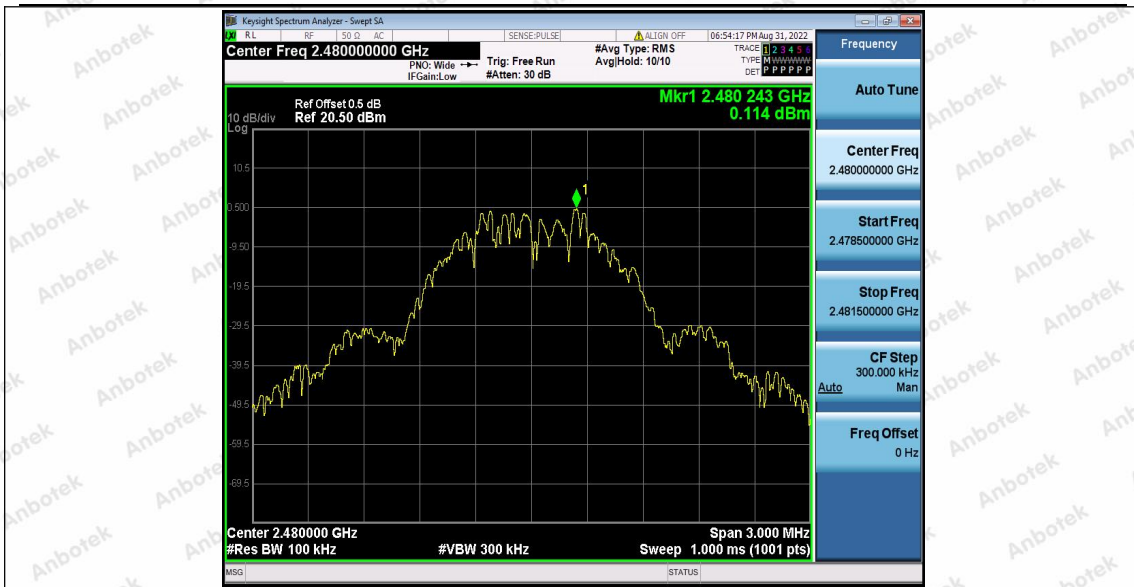 Keysight Spectrum Analyzer - Swept SA
LXI RL RF 50 Ω AC SENSE:PULSE ALIGN OFF 06:54:17 PM Aug 31, 2022
Center Freq 2.480000000 GHz #Avg Type: RMS TRACE 1 2 3 4 5 6
PNO: Wide Trig: Free Run Avg|Hold: 10/10 TYPE M WWWWW
IFGain:Low #Atten: 30 dB DET P P P P P P
Frequency
Mkr1 2.480 243 GHz
Ref Offset 0.5 dB
10 dB/div Ref 20.50 dBm 0.114 dBm
Log
1
10.5
0.500
-9.50
-19.5
-29.5
-39.5
-49.5
-59.5
-69.5
Center 2.480000 GHz Span 3.000 MHz
#Res BW 100 kHz #VBW 300 kHz Sweep 1.000 ms (1001 pts)
MSG STATUS
Auto Tune
Center Freq
2.480000000 GHz
Start Freq
2.478500000 GHz
Stop Freq
2.481500000 GHz
CF Step
300.000 kHz
Auto Man
Freq Offset
0 Hz
Anbotek